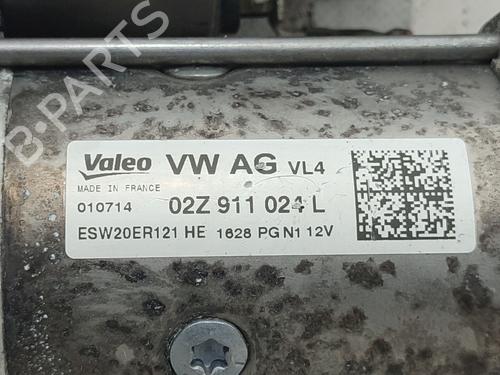 B-PARTS
Valeo VW AG VL4
MADE IN FRANCE
010714 02Z 911 024 L
ESW20ER121 HE 1628 PG N1 12V